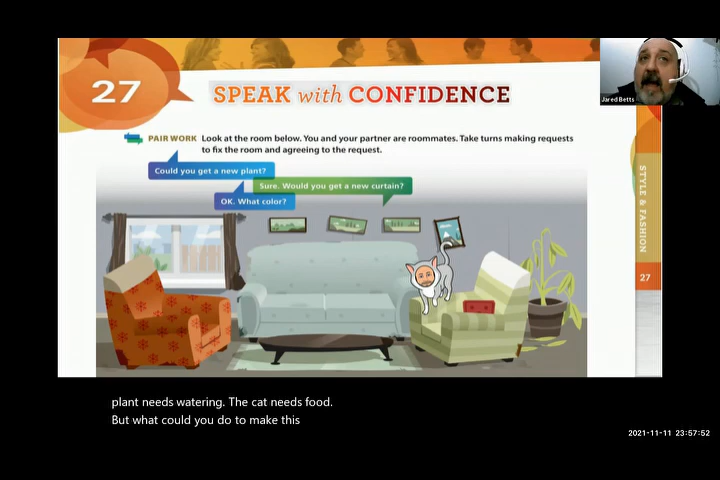 27
SPEAK with CONFIDENCE
PAIR WORK Look at the room below. You and your partner are roommates. Take turns making requests
to fix the room and agreeing to the request.
Could you get a new plant?
Sure. Would you get a new curtain?
OK. What color?
Jared Betts
STYLE & FASHION
27
plant needs watering. The cat needs food.
But what could you do to make this
2021-11-11 23:57:52